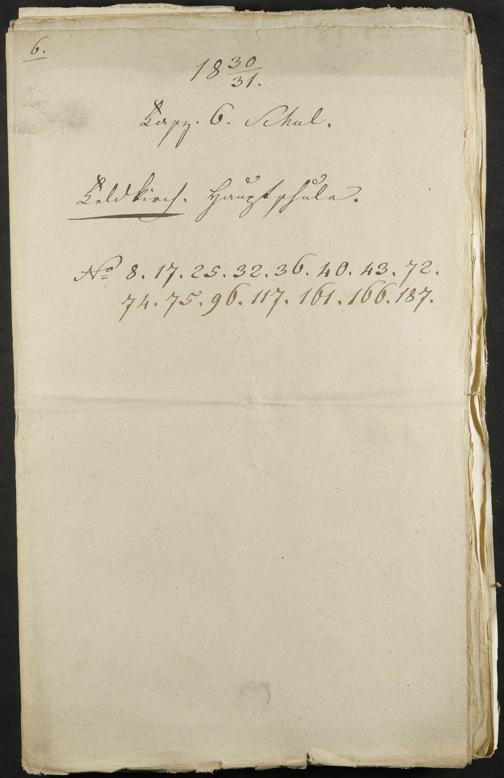 6.
18 30/31.
Fasz. 6. Schul.
Feldkirch. Hauptschule.
No 8. 17. 25. 32. 36. 40. 43. 72.
74. 75. 96. 117. 161. 166. 187.